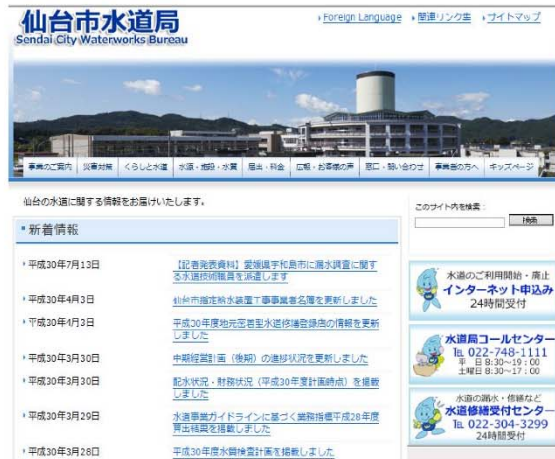 仙台市水道局
Sendai City Waterworks Bureau
Foreign Language 関連リンク集 サイトマップ
事業のご案内 災害対策 くらしと水道 水源・施設・水質 届出・料金 広報・お客様の声 窓口・問い合わせ 事業者の方へ キッズページ
仙台の水道に関する情報をお届けいたします。
このサイト内を検索
検索
新着情報
平成30年7月13日 【記者発表資料】愛媛県宇和島市に漏水調査に関す
る水道技術職員を派遣します
平成30年4月3日 仙台市指定給水装置工事事業者名簿を更新しました
平成30年4月3日 平成30年度地元密着型水道修繕登録店の情報を更新
しました
平成30年3月30日 中期経営計画（後期）の進捗状況を更新しました
平成30年3月30日 配水状況・財務状況（平成30年度計画時点）を掲載
しました
平成30年3月29日 水道事業ガイドラインに基づく業務指標平成28年度
算出結果を掲載しました
平成30年3月28日 平成30年度水質検査計画を掲載しました
水道のご利用開始・廃止
インターネット申込み
24時間受付
水道局コールセンター
TEL 022-748-1111
平 日 8:30～19:00
土曜日 8:30～17:00
水道の漏水・修繕など
水道修繕受付センター
TEL 022-304-3299
24時間受付